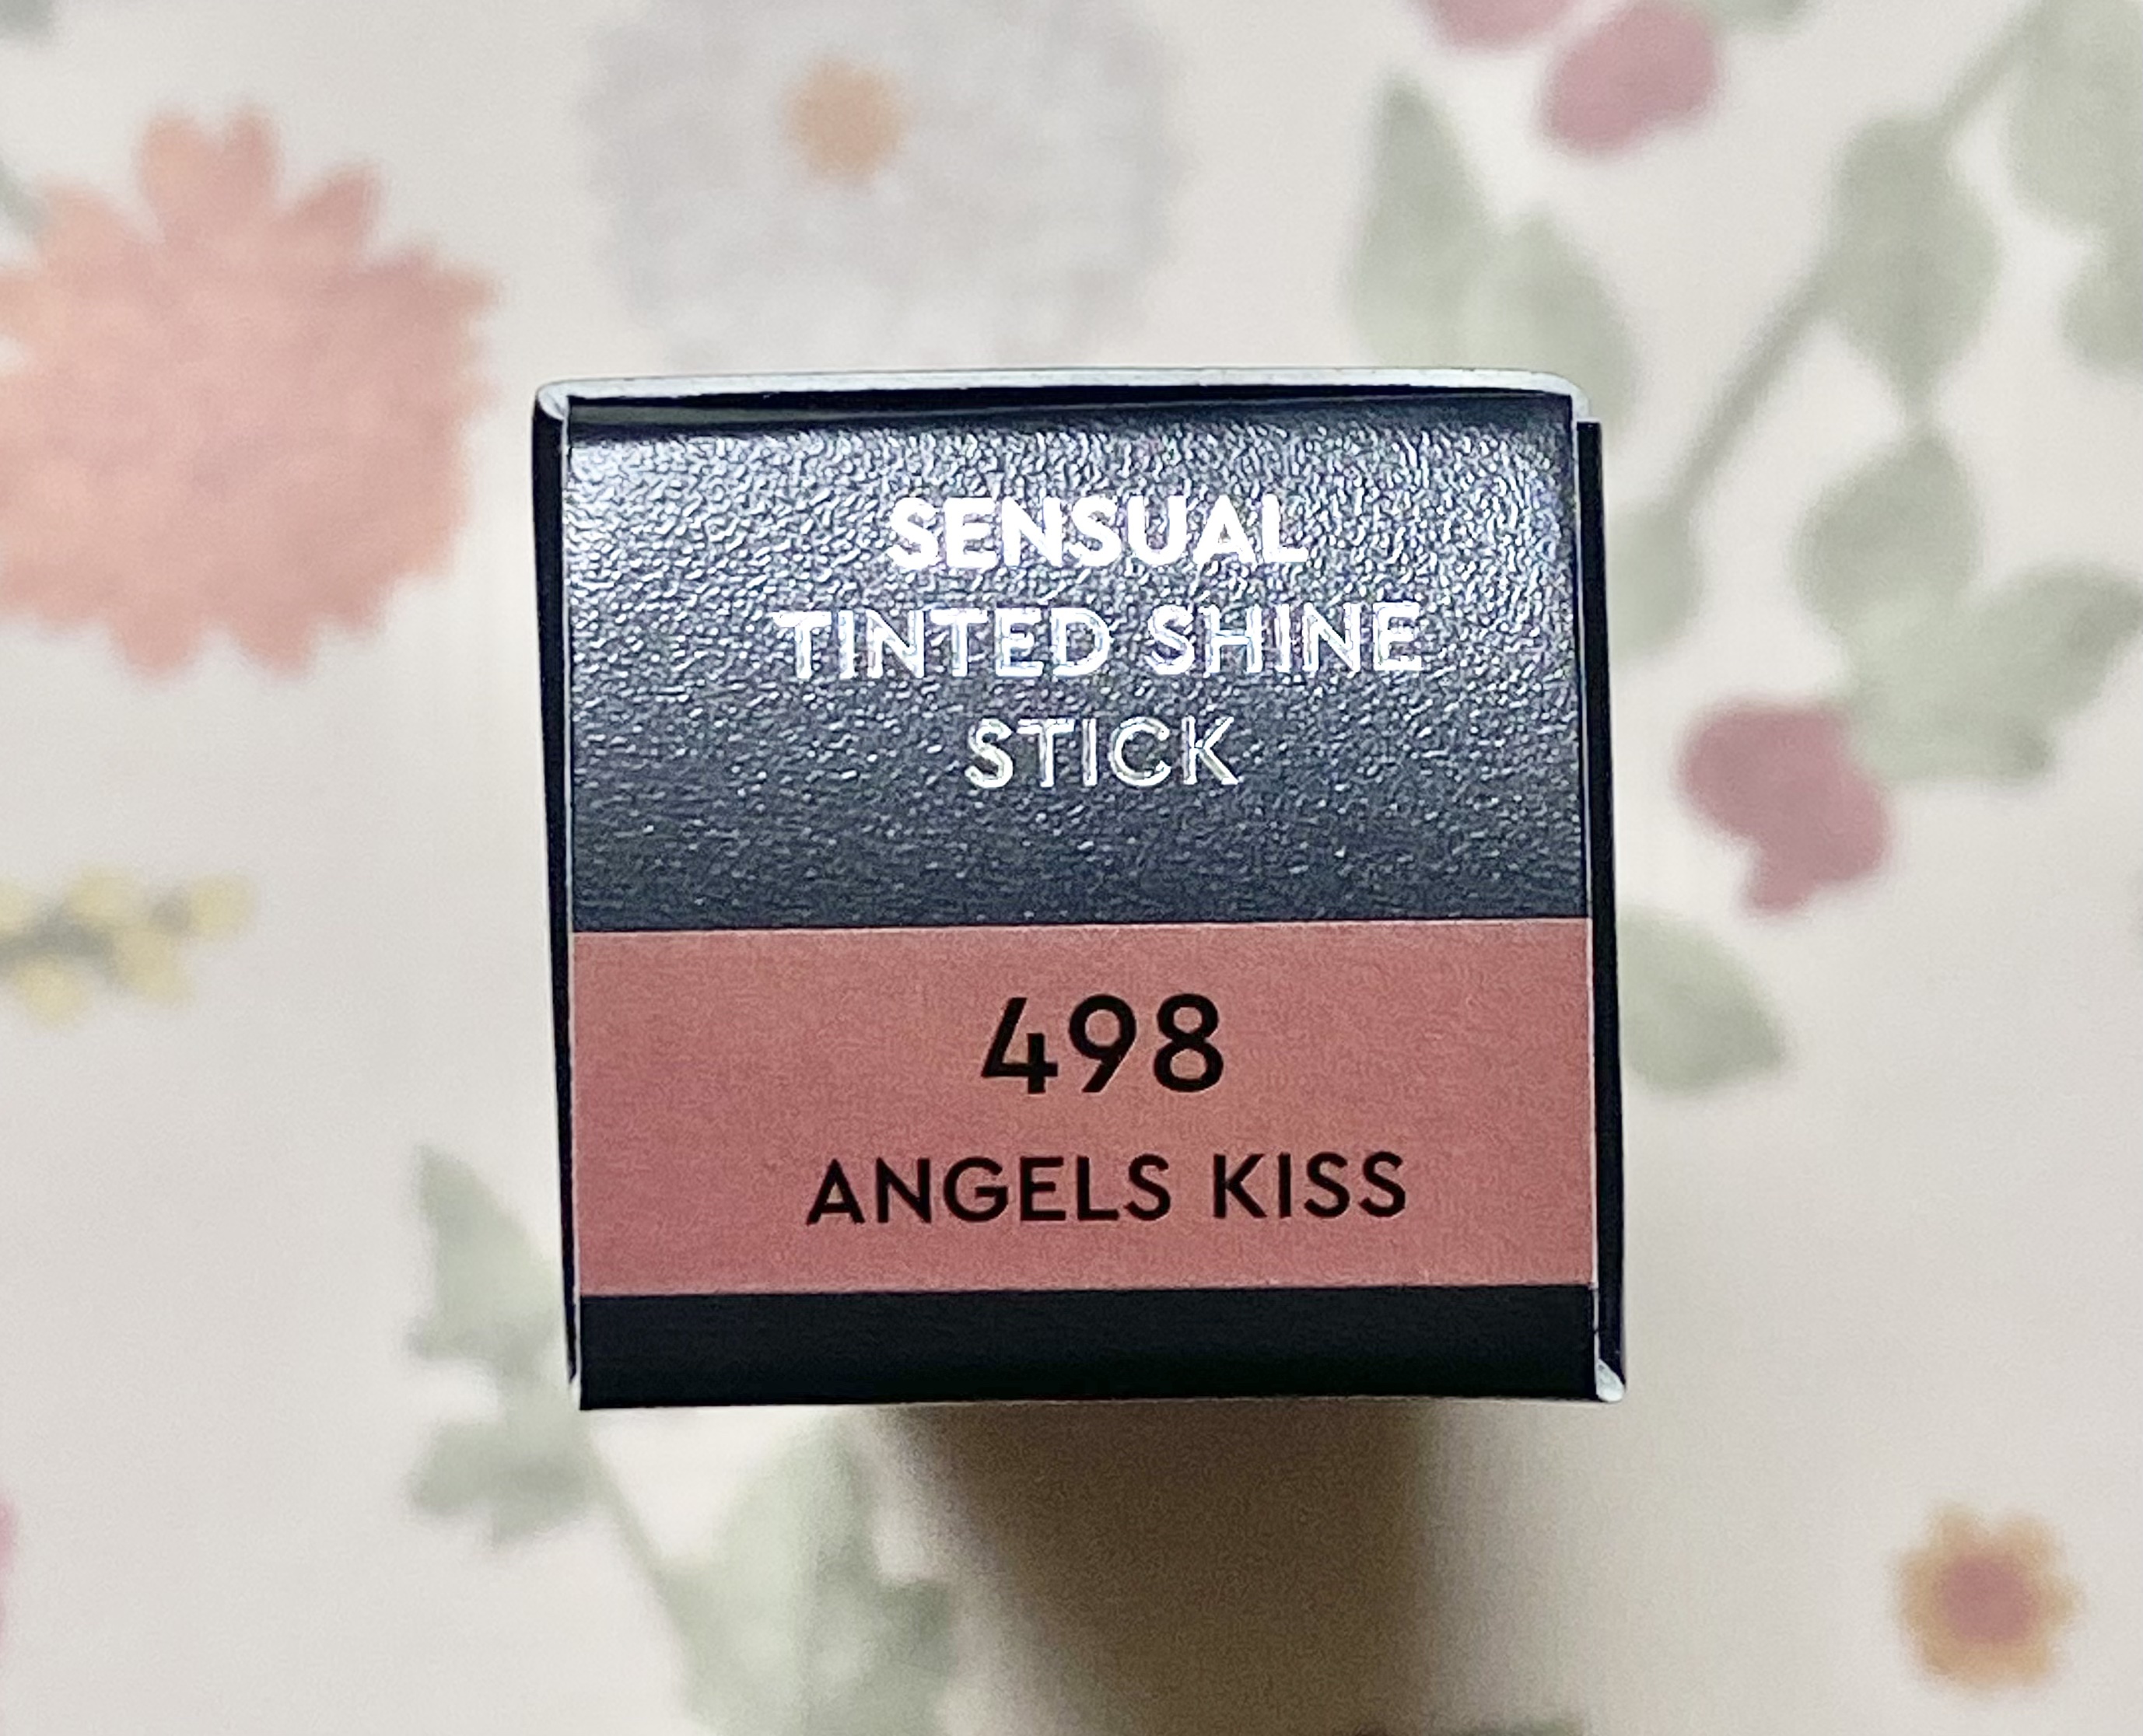 SENSUAL
TINTED SHINE
STICK
498
ANGELS KISS